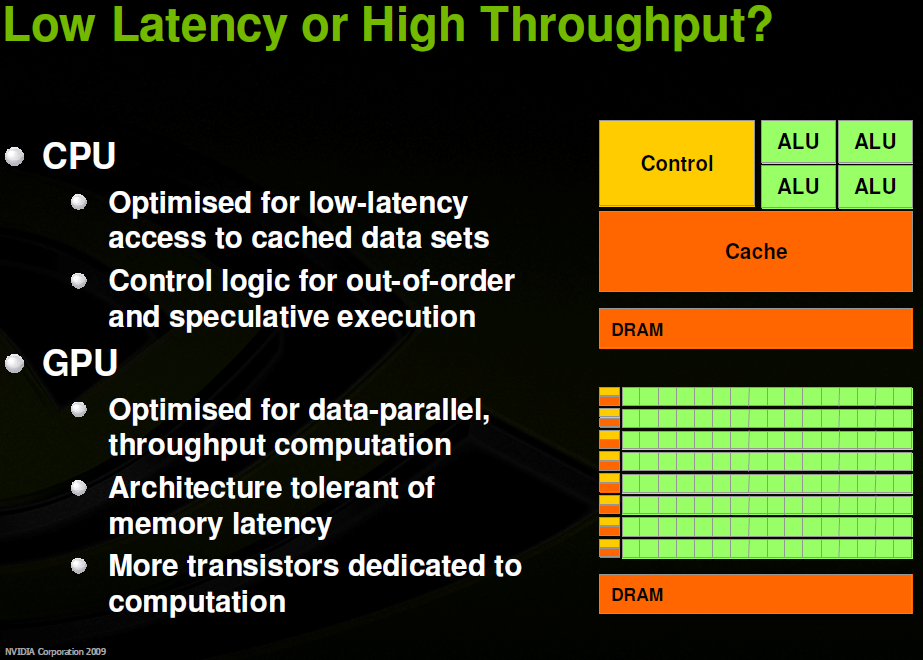 Low Latency or High Throughput?
CPU
Optimised for low-latency
access to cached data sets
Control logic for out-of-order
and speculative execution
GPU
Optimised for data-parallel,
throughput computation
Architecture tolerant of
memory latency
More transistors dedicated to
computation
Control
ALU
ALU
ALU
ALU
Cache
DRAM
DRAM
NVIDIA Corporation 2009